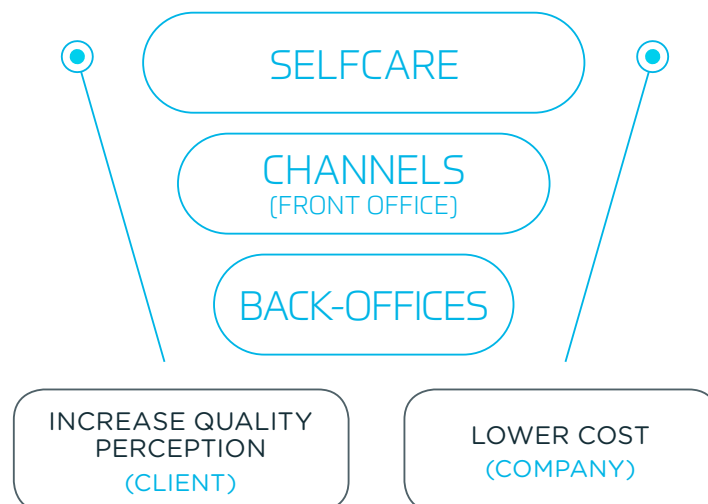 SELFCARE
CHANNELS
(FRONT OFFICE)
BACK-OFFICES
INCREASE QUALITY
PERCEPTION
(CLIENT)
LOWER COST
(COMPANY)